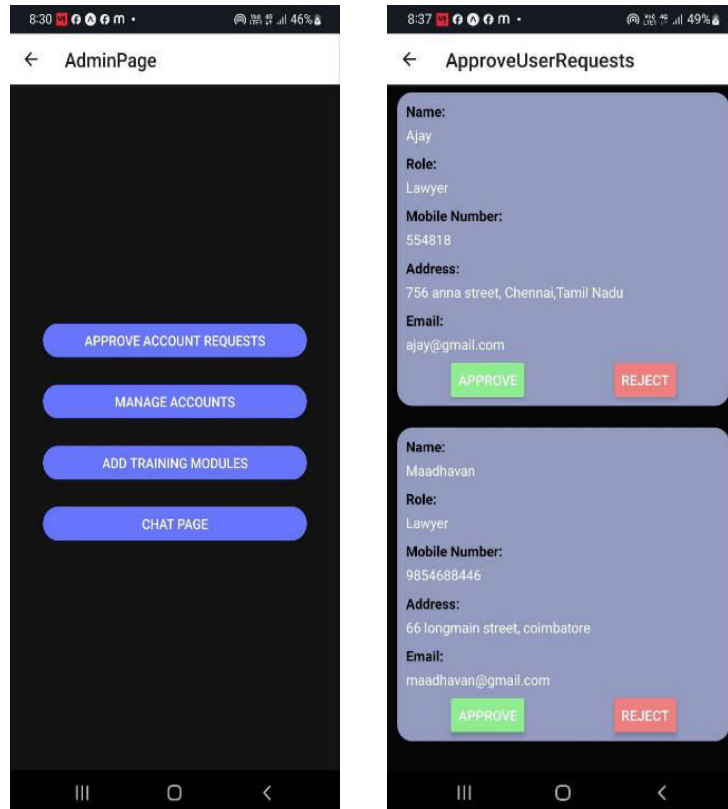 8:30
46%
AdminPage
APPROVE ACCOUNT REQUESTS
MANAGE ACCOUNTS
ADD TRAINING MODULES
CHAT PAGE
8:37
49%
ApproveUserRequests
Name:
Ajay
Role:
Lawyer
Mobile Number:
554818
Address:
756 anna street, Chennai,Tamil Nadu
Email:
ajay@gmail.com
APPROVE REJECT
Name:
Maadhavan
Role:
Lawyer
Mobile Number:
9854688446
Address:
66 longmain street, coimbatore
Email:
maadhavan@gmail.com
APPROVE REJECT